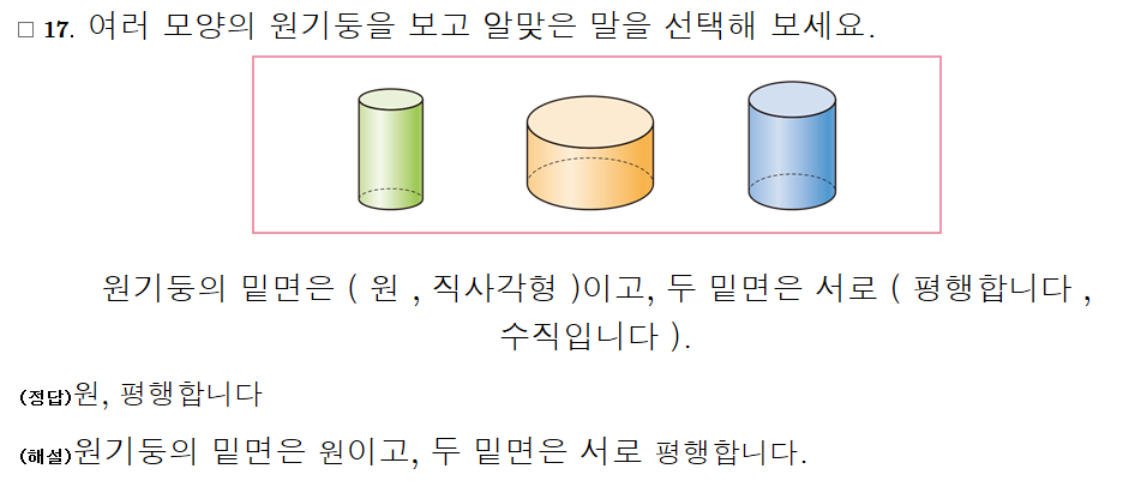 □ 17. 여러 모양의 원기둥을 보고 알맞은 말을 선택해 보세요.
원기둥의 밑면은 ( 원 , 직사각형 )이고, 두 밑면은 서로 ( 평행합니다 ,
수직입니다 ).
(정답)원, 평행합니다
(해설)원기둥의 밑면은 원이고, 두 밑면은 서로 평행합니다.